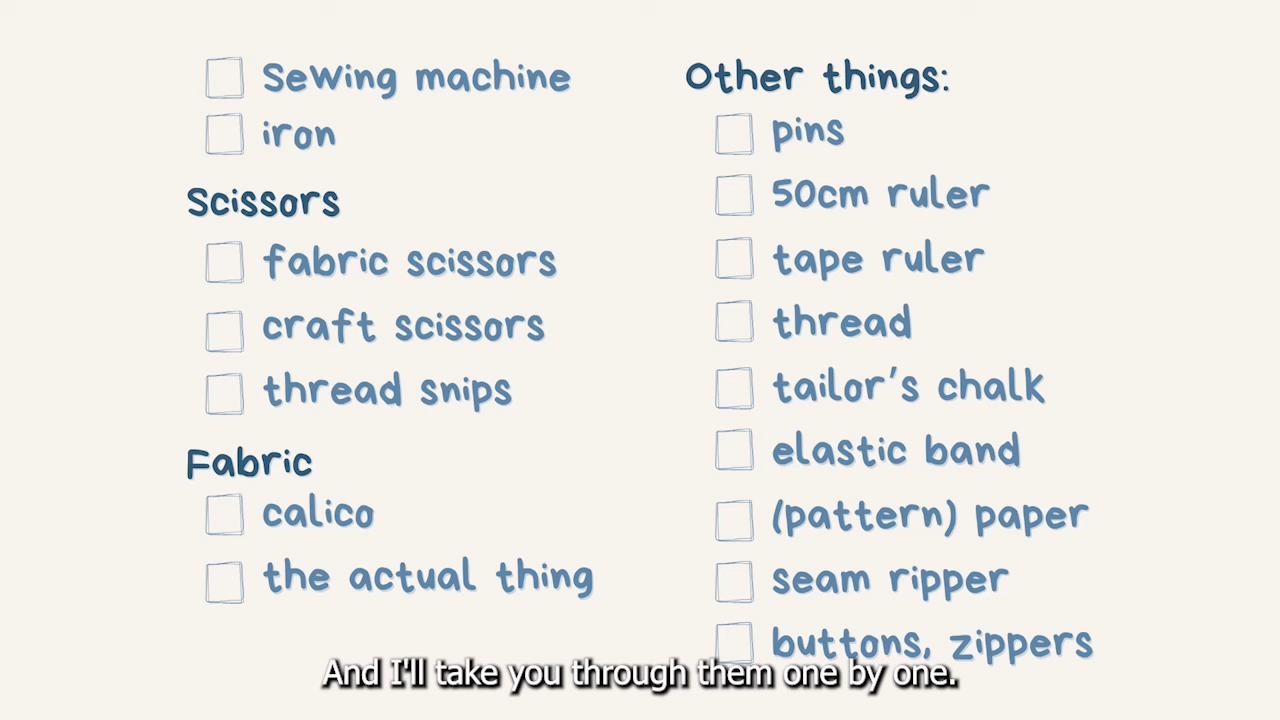 Sewing machine
iron
Scissors
fabric scissors
craft scissors
thread snips
Fabric
calico
the actual thing
Other things:
pins
50cm ruler
tape ruler
thread
tailor's chalk
elastic band
(pattern) paper
seam ripper
buttons, zippers
And I'll take you through them one by one.